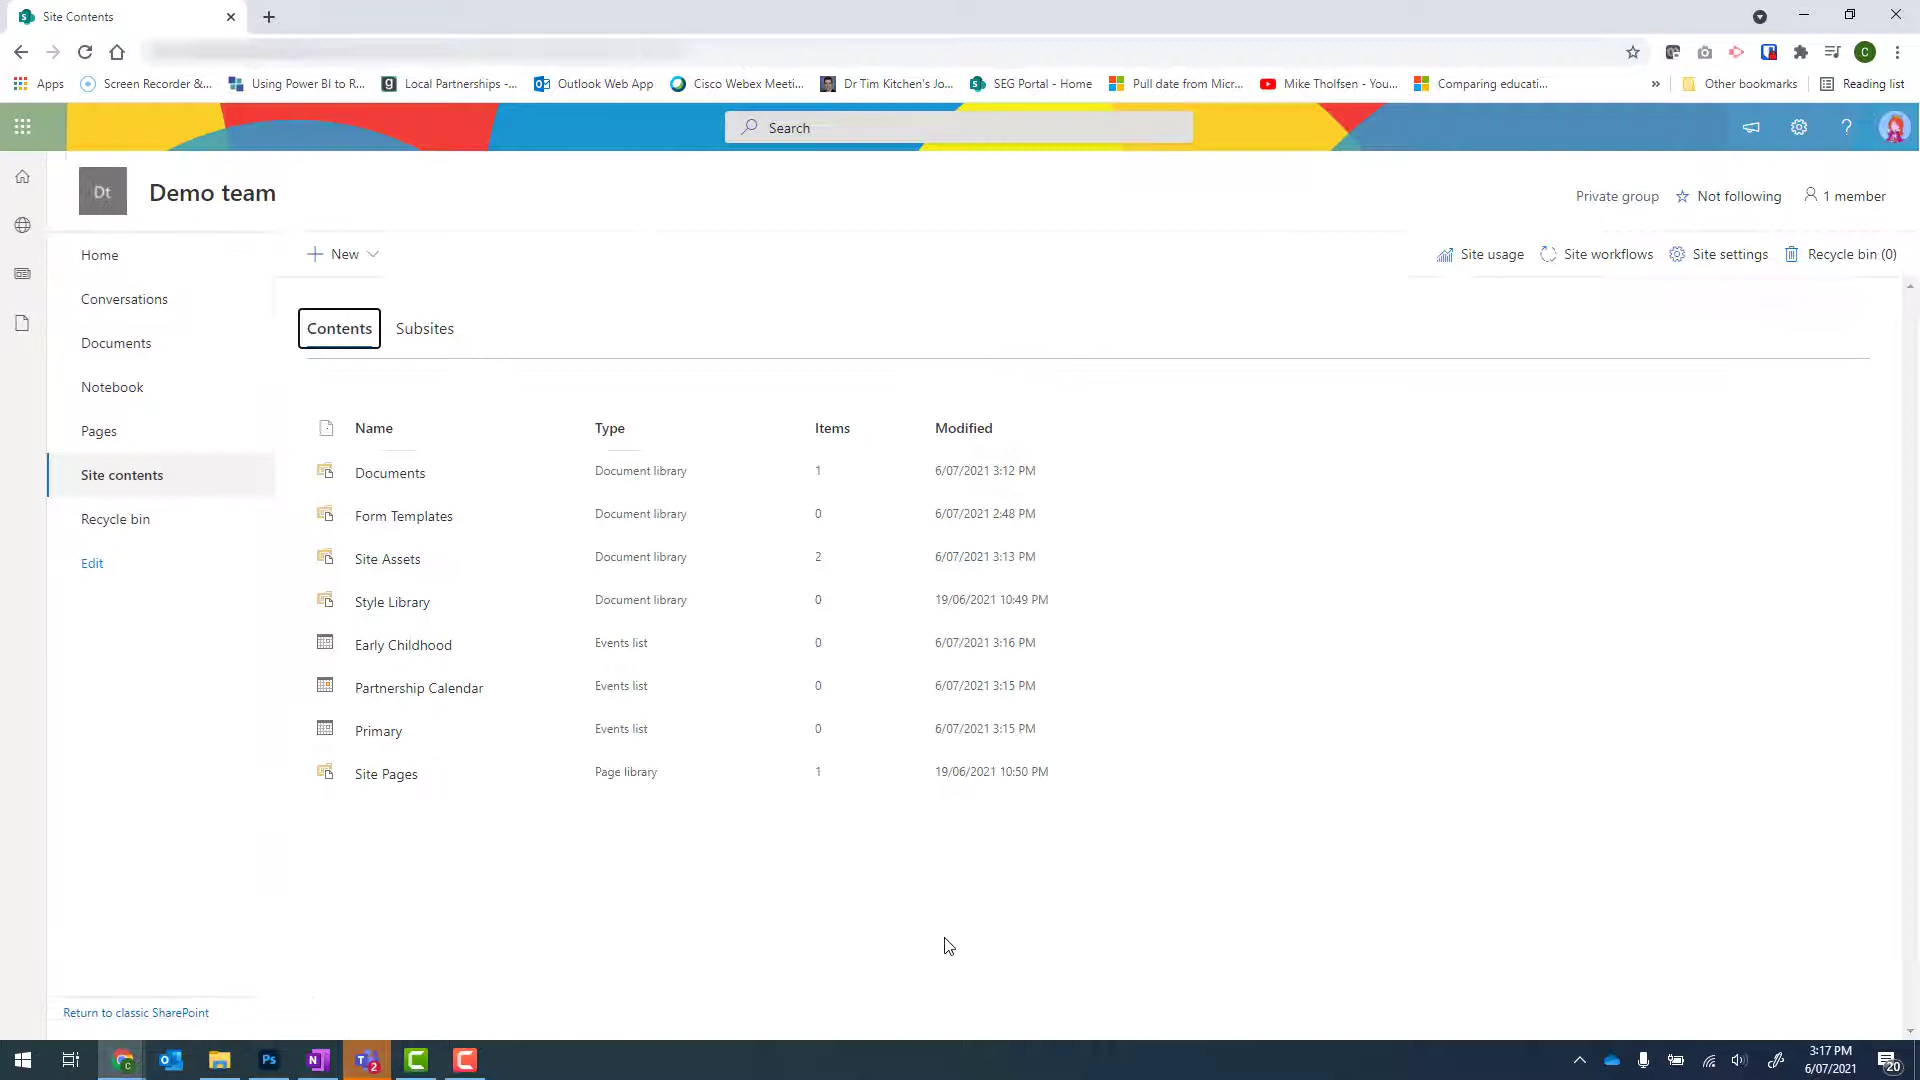 Site Contents
Apps
Screen Recorder &...
Using Power BI to R...
Local Partnerships -...
Outlook Web App
Cisco Webex Meeti...
Dr Tim Kitchen's Jo...
SEG Portal - Home
Pull date from Micr...
Mike Tholfsen - You...
Comparing educati...
»
Other bookmarks
Reading list
C
Search
?
Dt
Demo team
Private group
Not following
1 member
Home
Conversations
Documents
Notebook
Pages
Site contents
Recycle bin
Edit
New
Site usage
Site workflows
Site settings
Recycle bin (0)
Contents
Subsites
Name Type Items Modified
Documents Document library 1 6/07/2021 3:12 PM
Form Templates Document library 0 6/07/2021 2:48 PM
Site Assets Document library 2 6/07/2021 3:13 PM
Style Library Document library 0 19/06/2021 10:49 PM
Early Childhood Events list 0 6/07/2021 3:16 PM
Partnership Calendar Events list 0 6/07/2021 3:15 PM
Primary Events list 0 6/07/2021 3:15 PM
Site Pages Page library 1 19/06/2021 10:50 PM
Return to classic SharePoint
Ps
N
T
2
3:17 PM
6/07/2021
20